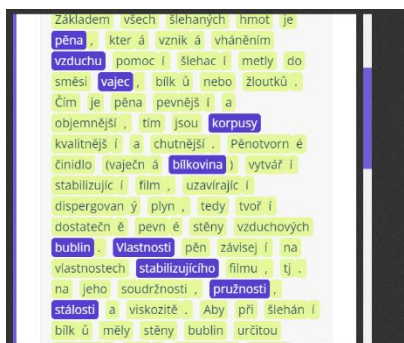 Základem všech šlehaných hmot je
pěna , kter á vznik á vháněním
vzduchu pomoc í šlehac í metly do
směsi vajec , bílk ů nebo žloutků .
Čím je pěna pevnějš í a
objemnější , tím jsou korpusy
kvalitnějš í a chutnější . Pěnotvorn é
činidlo (vaječn á bílkovina ) vytvář í
stabilizujíc í film , uzavírajíc í
dispergovan ý plyn , tedy tvoř í
dostatečn ě pevn é stěny vzduchových
bublin . Vlastnosti pěn závisej í na
vlastnostech stabilizujícího filmu , tj .
na jeho soudržnosti , pružnosti ,
stálosti a viskozitě . Aby při šlehán í
bílk ů měly stěny bublin určitou